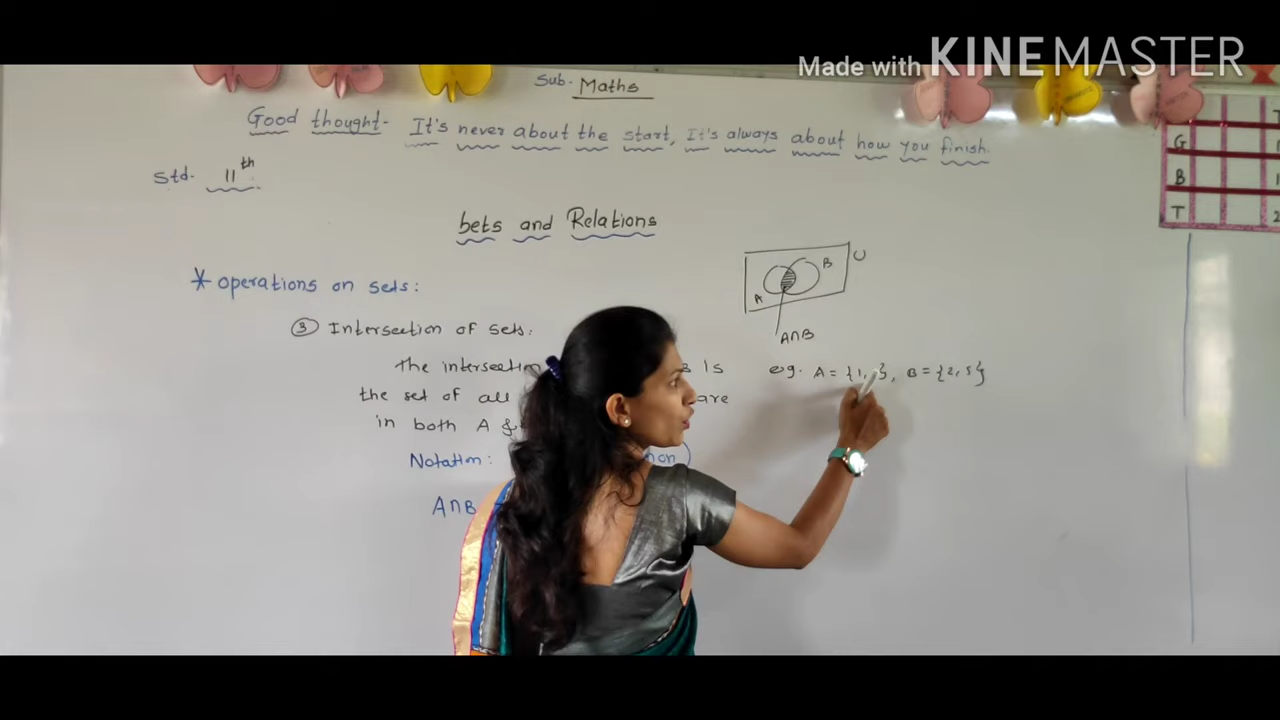 Made with KINEMASTER
Sub- Maths
Good thought- It's never about the start, It's always about how you finish.
Std. 11th
Sets and Relations
* operations on sets:
③ Intersection of sets:
The is
the set of all are
in both A &
Notation:
A∩B
A B U
A∩B
eg. A = {1, }, B = {2, 5}
G 1
B 1
T 2